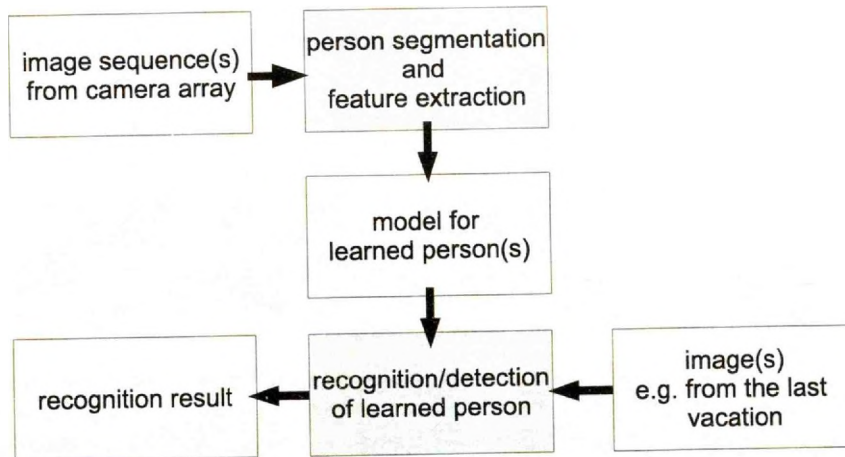 image sequence(s)
from camera array
person segmentation
and
feature extraction
model for
learned person(s)
recognition result
recognition/detection
of learned person
image(s)
e.g. from the last
vacation